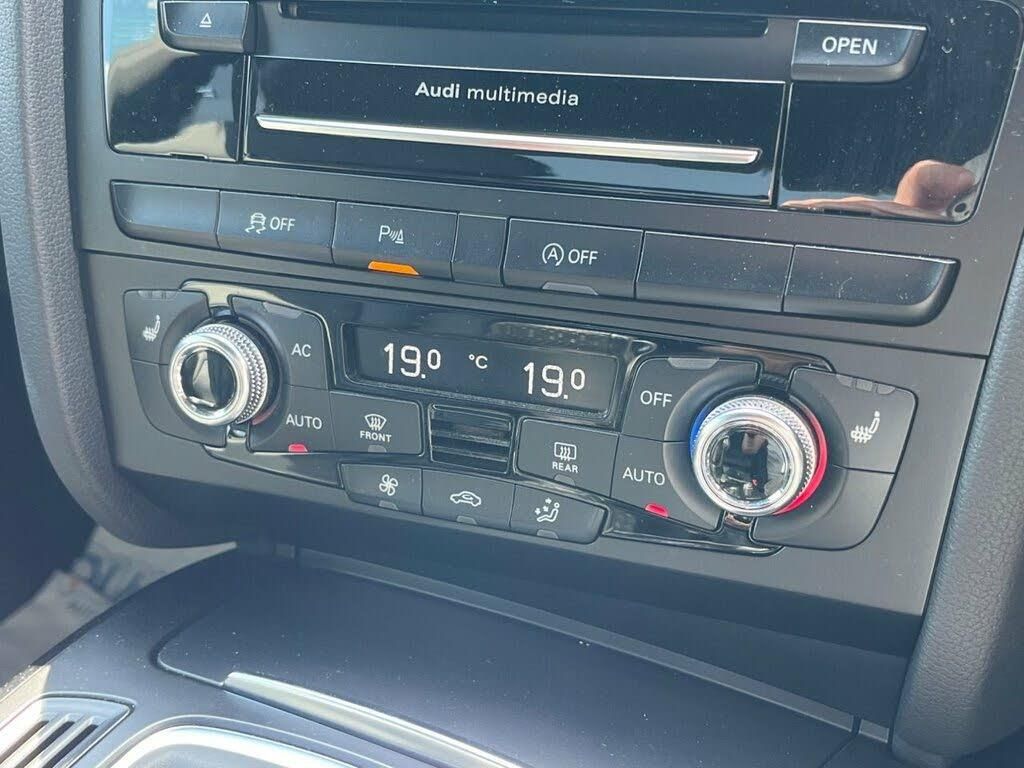 OPEN
Audi multimedia
OFF
P
A OFF
AC
19.0 °C 19.0
OFF
AUTO
FRONT
REAR
AUTO